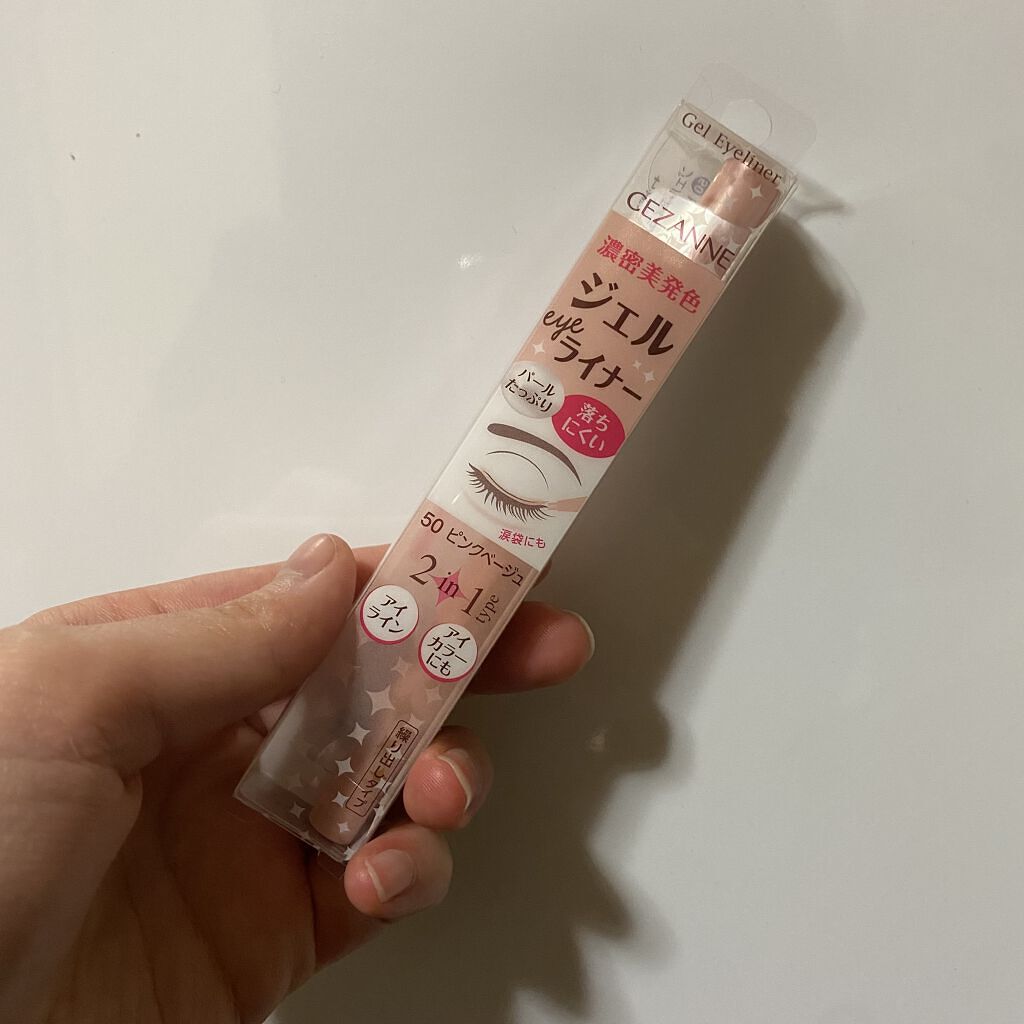 Gel Eyeliner
CEZANNE
濃密美発色
ジェル
eye
ライナー
パール
たっぷり
落ち
にくい
涙袋にも
50 ピンクベージュ
2 in 1 type
アイ
ライン
アイ
カラー
にも
繰り出しタイプ